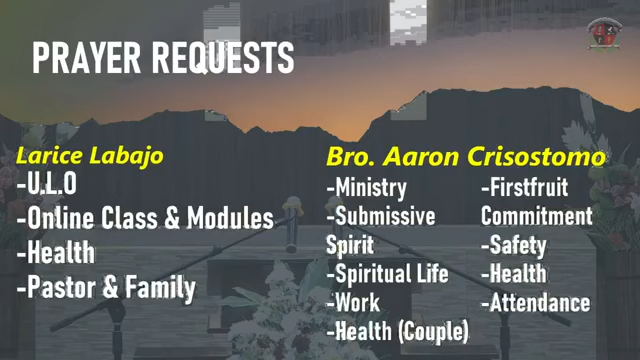 PRAYER REQUESTS
Larice Labajo
-U.L.O
-Online Class & Modules
-Health
-Pastor & Family
Bro. Aaron Crisostomo
-Ministry
-Submissive
Spirit
-Spiritual Life
-Work
-Health (Couple)
-Firstfruit
Commitment
-Safety
-Health
-Attendance